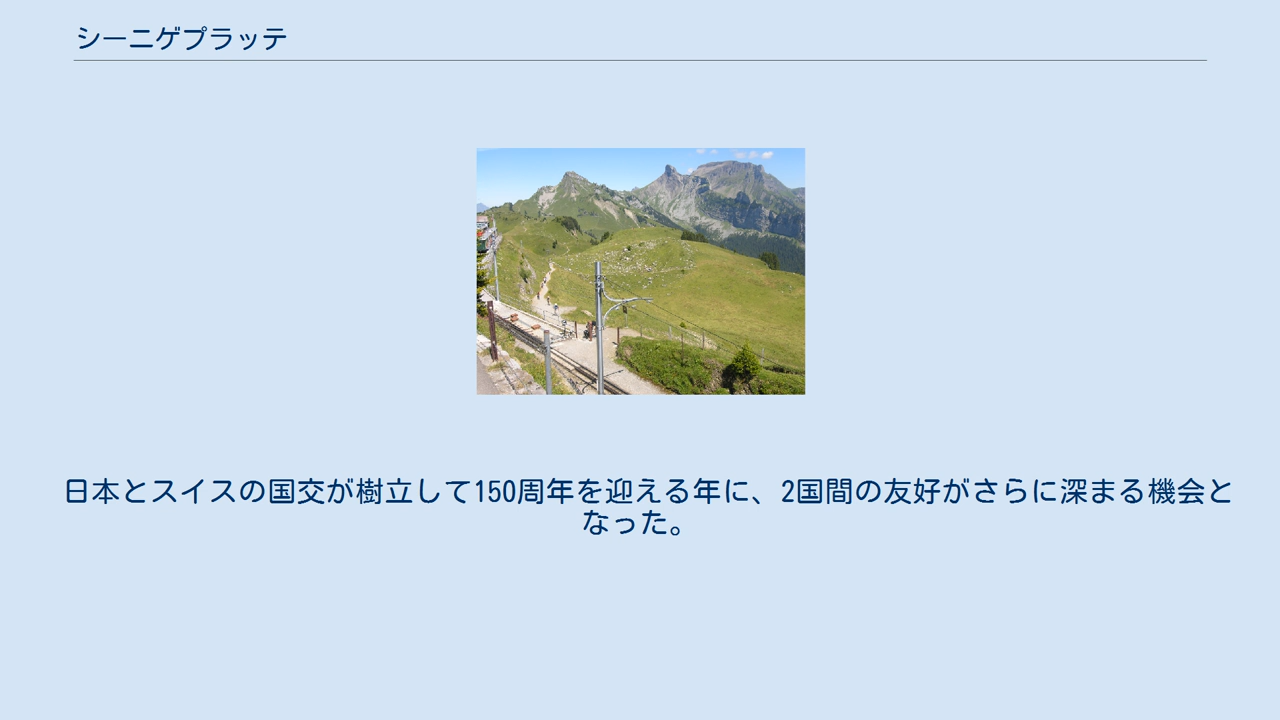 シーニゲプラッテ
日本とスイスの国交が樹立して150周年を迎える年に、2国間の友好がさらに深まる機会と
なった。